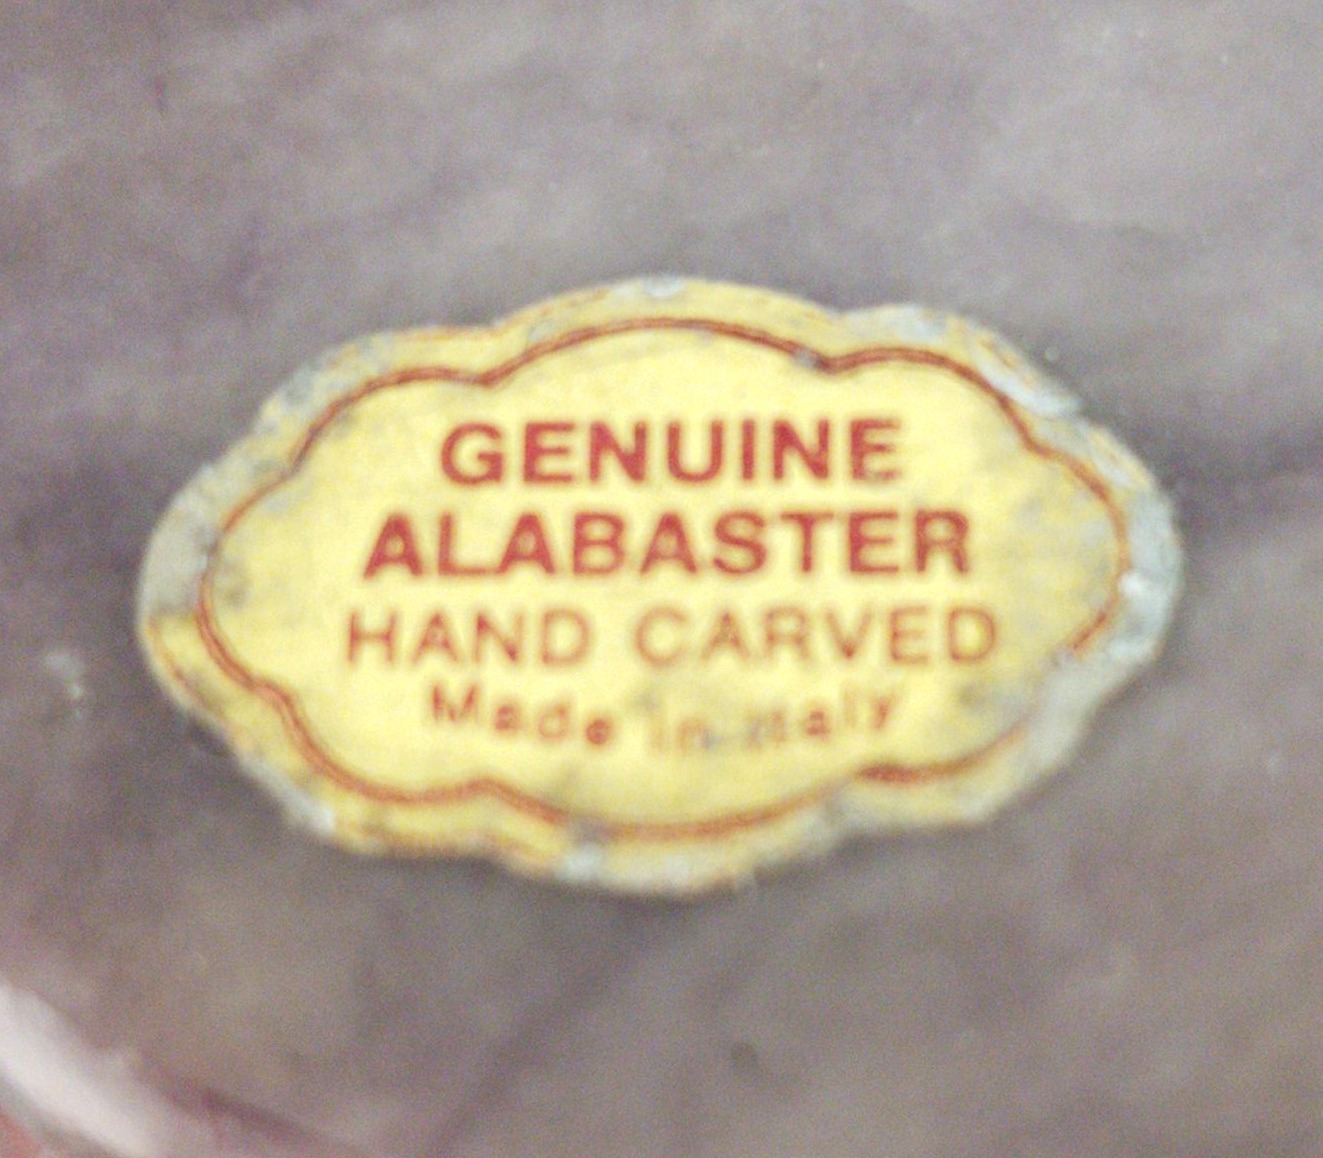 GENUINE
ALABASTER
HAND CARVED
Made in Italy